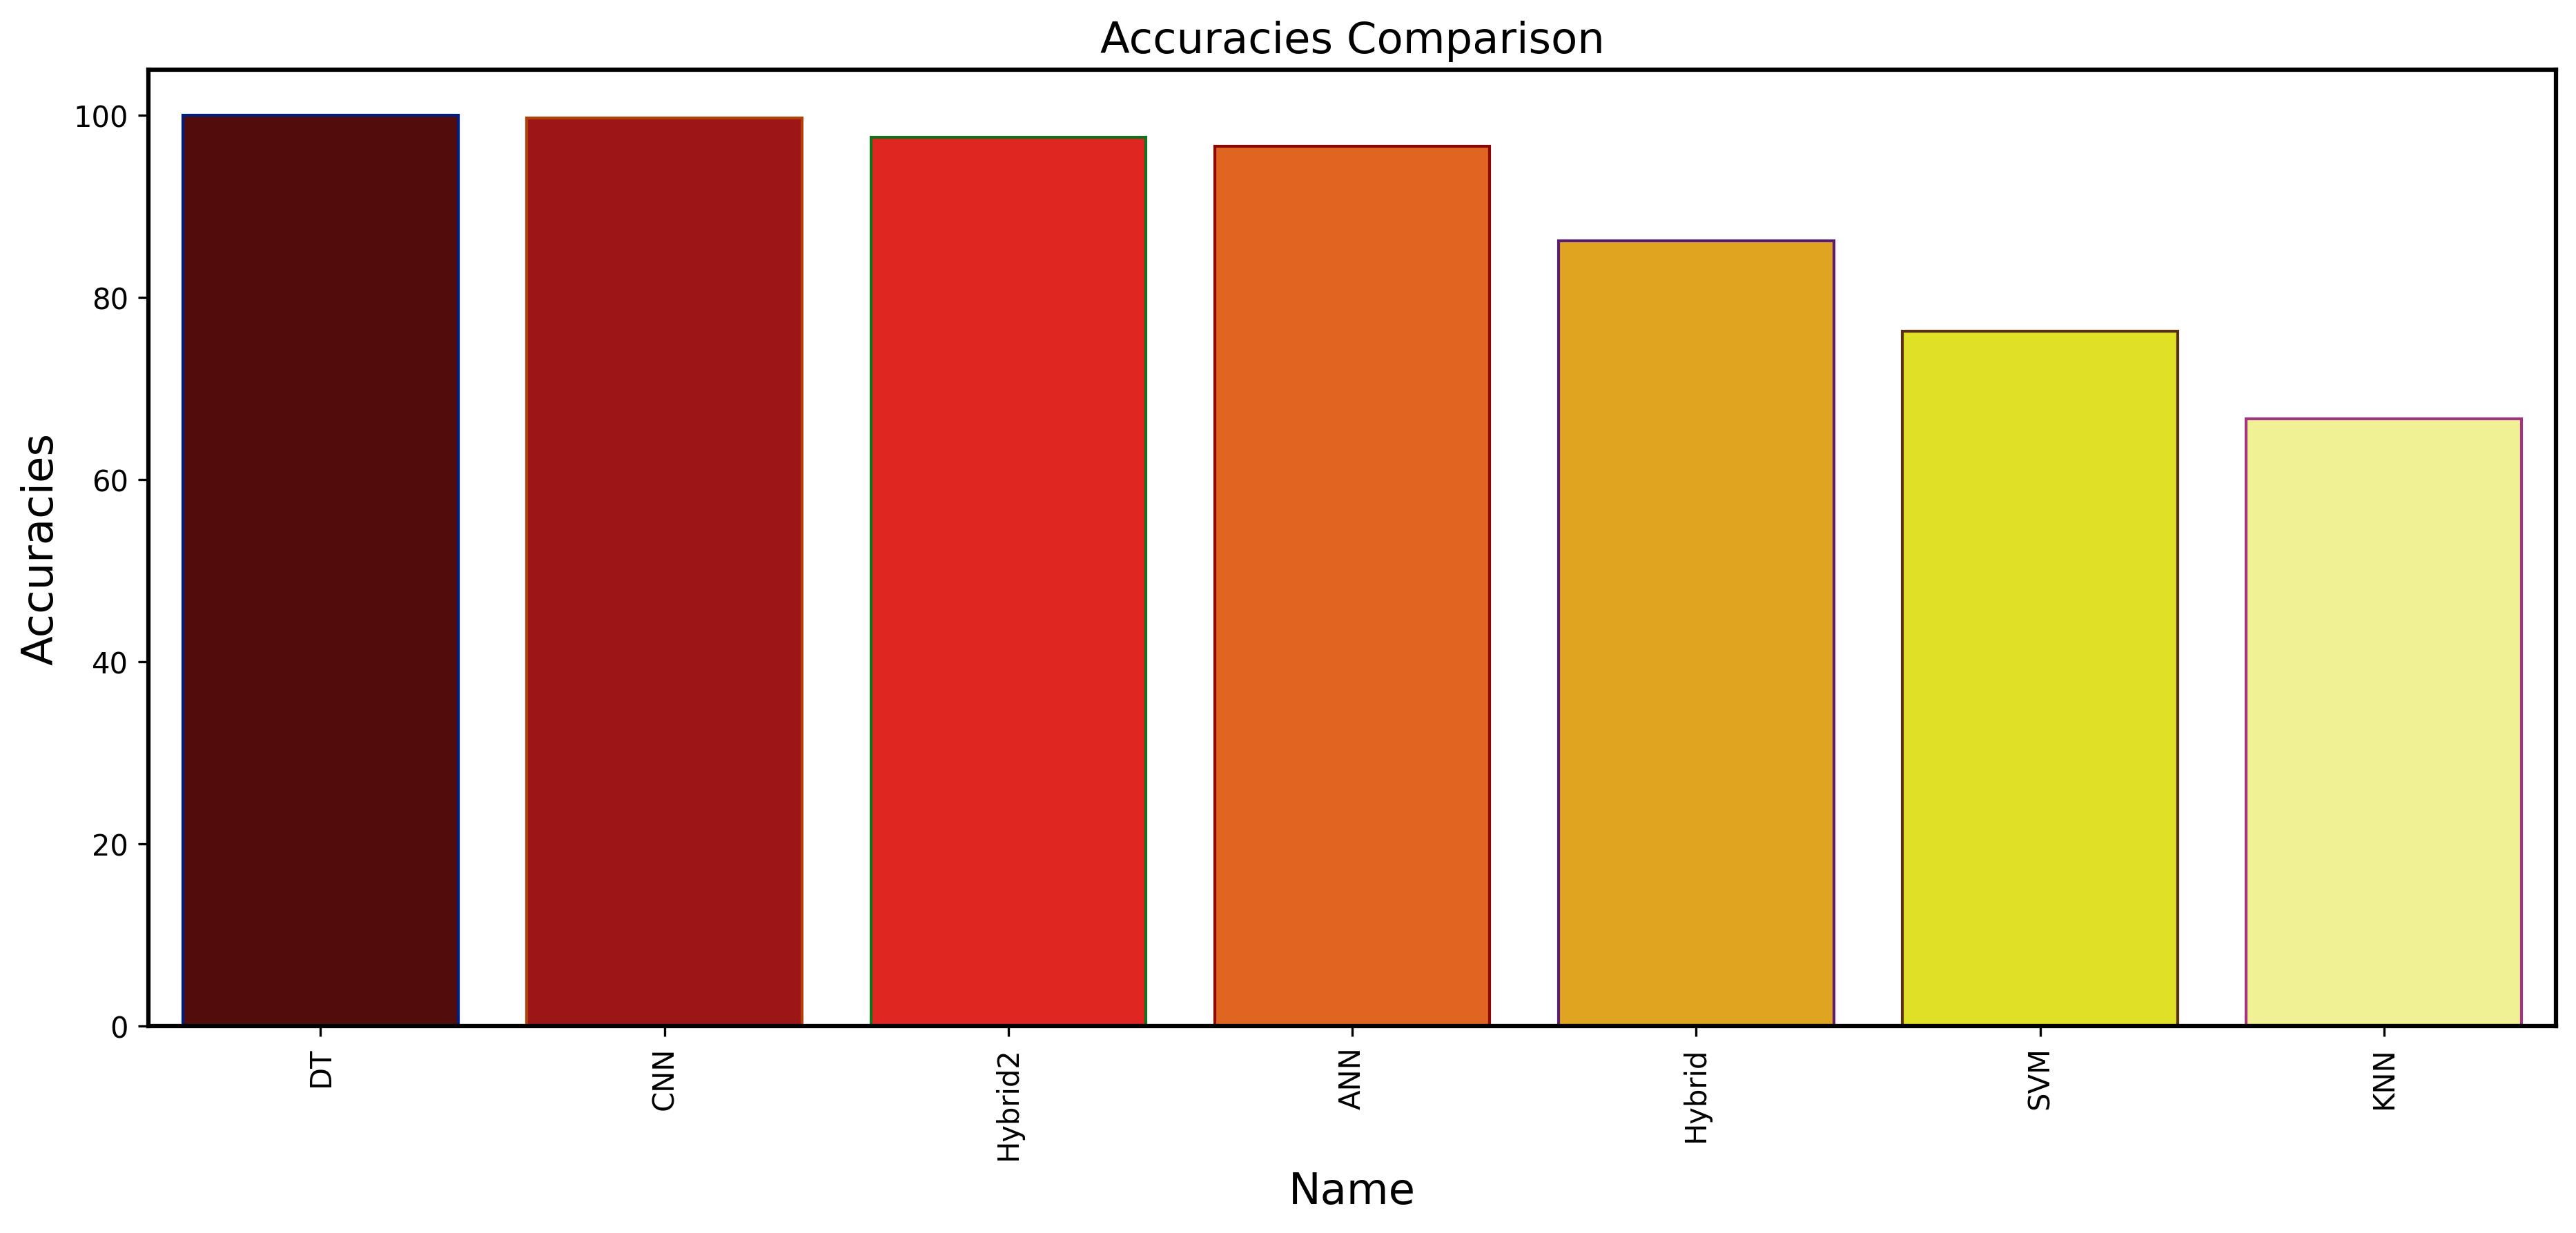 Accuracies Comparison
100
80
60
40
20
0
Accuracies
DT
CNN
Hybrid2
ANN
Hybrid
SVM
KNN
Name